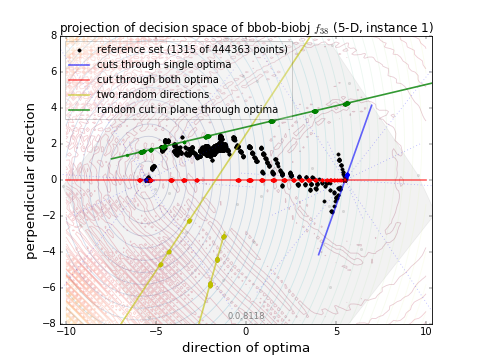 projection of decision space of bbob-biobj f38 (5-D, instance 1)
reference set (1315 of 444363 points)
cuts through single optima
cut through both optima
two random directions
random cut in plane through optima
8
6
4
2
0
−2
−4
−6
−8
perpendicular direction
0.0.8118
−10
−5
0
5
10
direction of optima